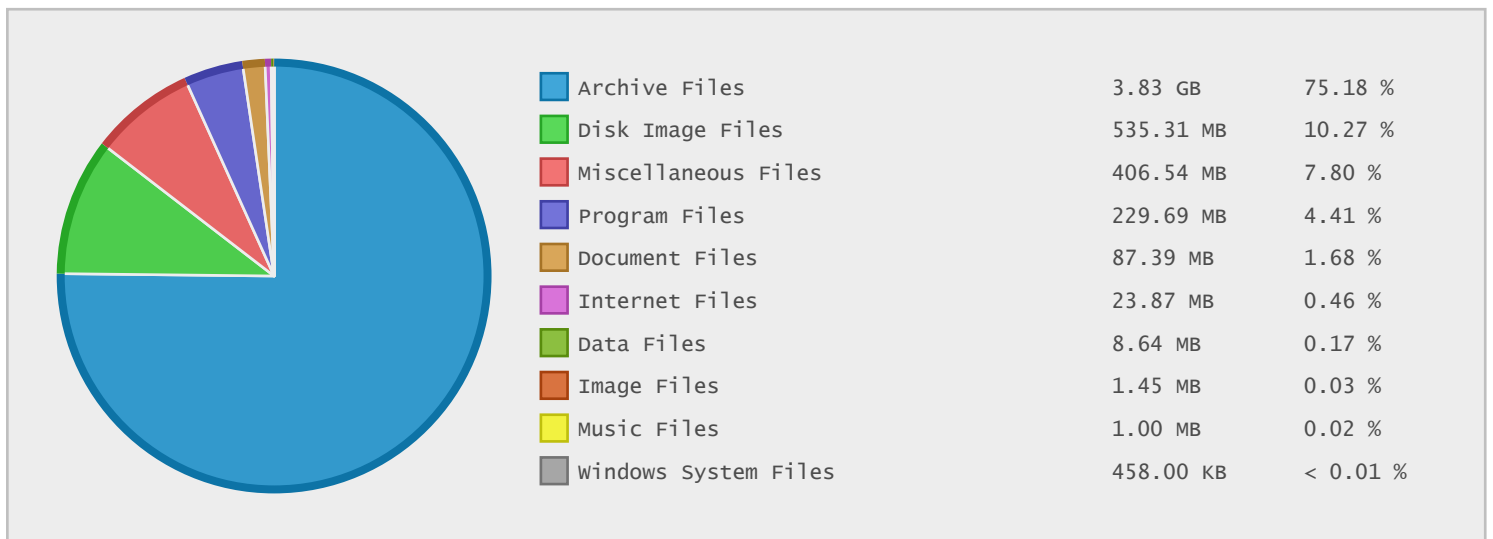 Archive Files 3.83 GB 75.18 %
Disk Image Files 535.31 MB 10.27 %
Miscellaneous Files 406.54 MB 7.80 %
Program Files 229.69 MB 4.41 %
Document Files 87.39 MB 1.68 %
Internet Files 23.87 MB 0.46 %
Data Files 8.64 MB 0.17 %
Image Files 1.45 MB 0.03 %
Music Files 1.00 MB 0.02 %
Windows System Files 458.00 KB < 0.01 %